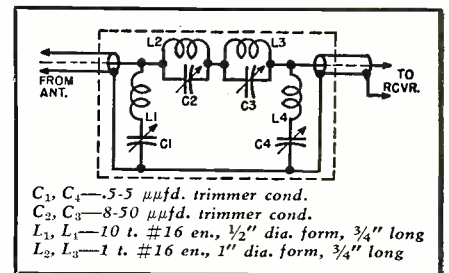 L2 L3
C2 C3
FROM ANT.
TO RCVR.
L1 L4
C1 C4
C₁, C₄—.5-5 μμfd. trimmer cond.
C₂, C₃—8-50 μμfd. trimmer cond.
L₁, L₄—10 t. #16 en., ½" dia. form, ¾" long
L₂, L₃—1 t. #16 en., 1" dia. form, ¾" long